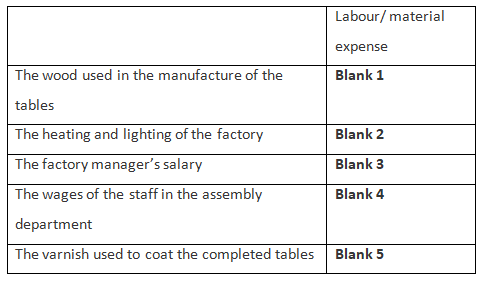 Labour/ material
expense
The wood used in the manufacture of the
tables
Blank 1
The heating and lighting of the factory
Blank 2
The factory manager’s salary
Blank 3
The wages of the staff in the assembly
department
Blank 4
The varnish used to coat the completed tables
Blank 5